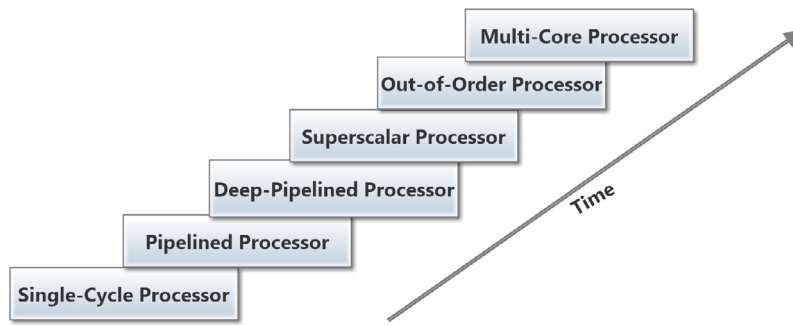 Multi-Core Processor
Out-of-Order Processor
Superscalar Processor
Deep-Pipelined Processor
Pipelined Processor
Single-Cycle Processor
Time